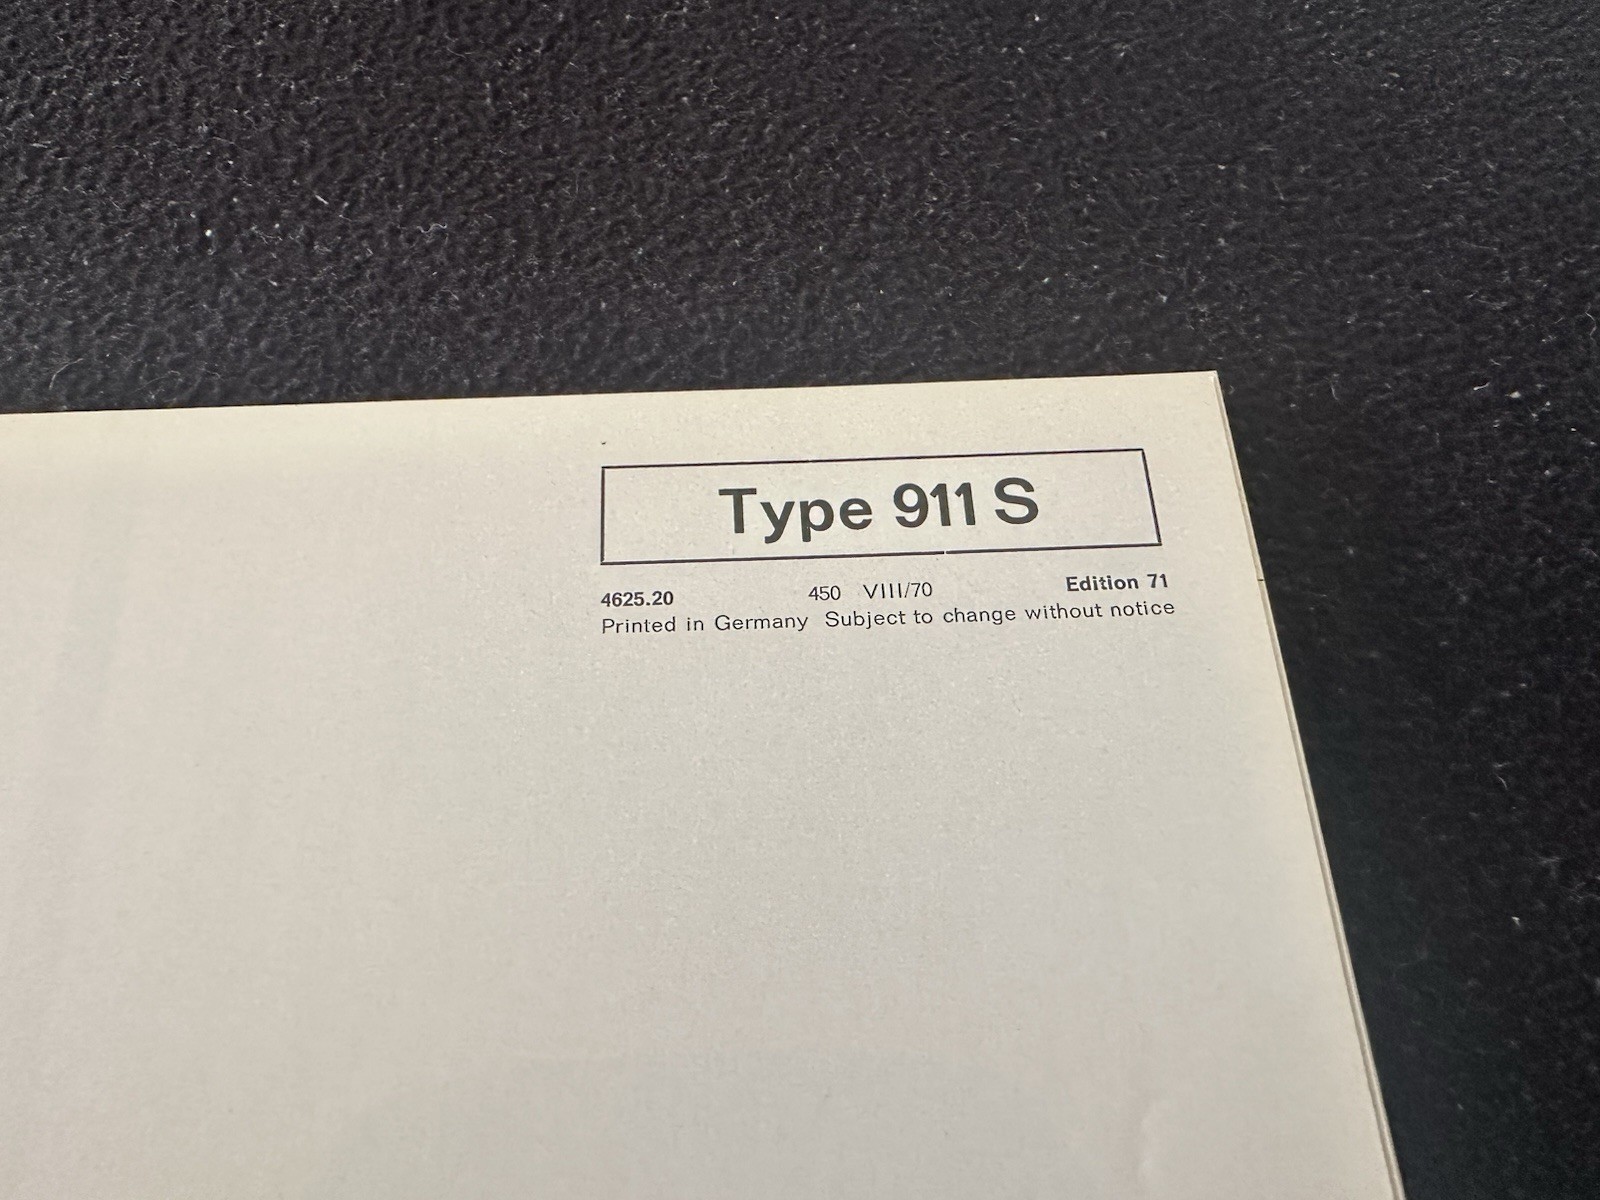 Type 911 S
4625.20 450 VIII/70 Edition 71
Printed in Germany Subject to change without notice